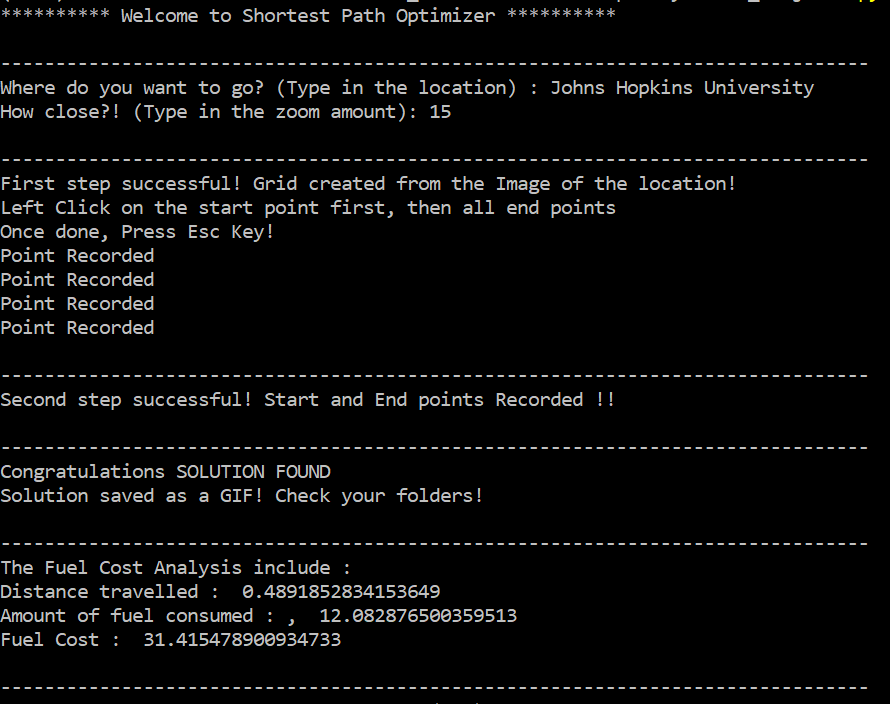 ********** Welcome to Shortest Path Optimizer **********
--------------------------------------------------------------------------------
Where do you want to go? (Type in the location) : Johns Hopkins University
How close?! (Type in the zoom amount): 15
--------------------------------------------------------------------------------
First step successful! Grid created from the Image of the location!
Left Click on the start point first, then all end points
Once done, Press Esc Key!
Point Recorded
Point Recorded
Point Recorded
Point Recorded
--------------------------------------------------------------------------------
Second step successful! Start and End points Recorded !!
--------------------------------------------------------------------------------
Congratulations SOLUTION FOUND
Solution saved as a GIF! Check your folders!
--------------------------------------------------------------------------------
The Fuel Cost Analysis include :
Distance travelled :  0.4891852834153649
Amount of fuel consumed : ,  12.082876500359513
Fuel Cost :  31.415478900934733
--------------------------------------------------------------------------------